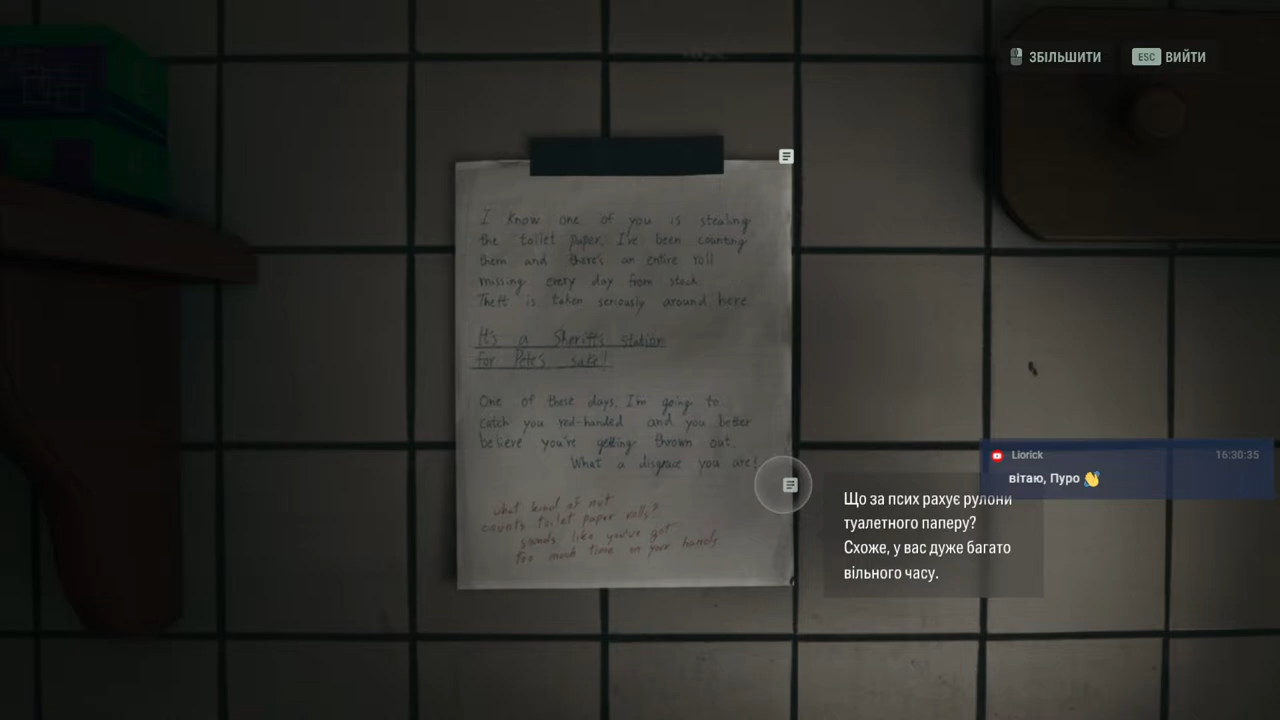 ЗБІЛЬШИТИ
ESC ВИЙТИ
I know one of you is stealing
the toilet paper. I've been counting
them and there's an entire roll
missing every day from stock.
Theft is taken seriously around here.
It's a Sheriff's station
for Pete's sake!
One of these days, I'm going to
catch you red-handed and you better
believe you're getting thrown out.
What a disgrace you are!
what kind of nut
counts toilet paper rolls?
sounds like you've got
too much time on your hands.
Liorick
16:30:35
вітаю, Пуро 👋
Що за псих рахує рулони
туалетного паперу?
Схоже, у вас дуже багато
вільного часу.